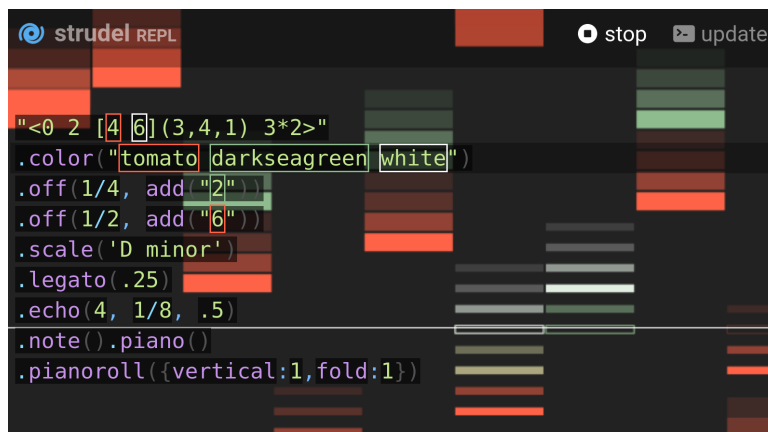 strudel REPL stop update
"<0 2 [4 6](3,4,1) 3*2>"
.color("tomato darkseagreen white")
.off(1/4, add("2"))
.off(1/2, add("6"))
.scale('D minor')
.legato(.25)
.echo(4, 1/8, .5)
.note().piano()
.pianoroll({vertical:1,fold:1})